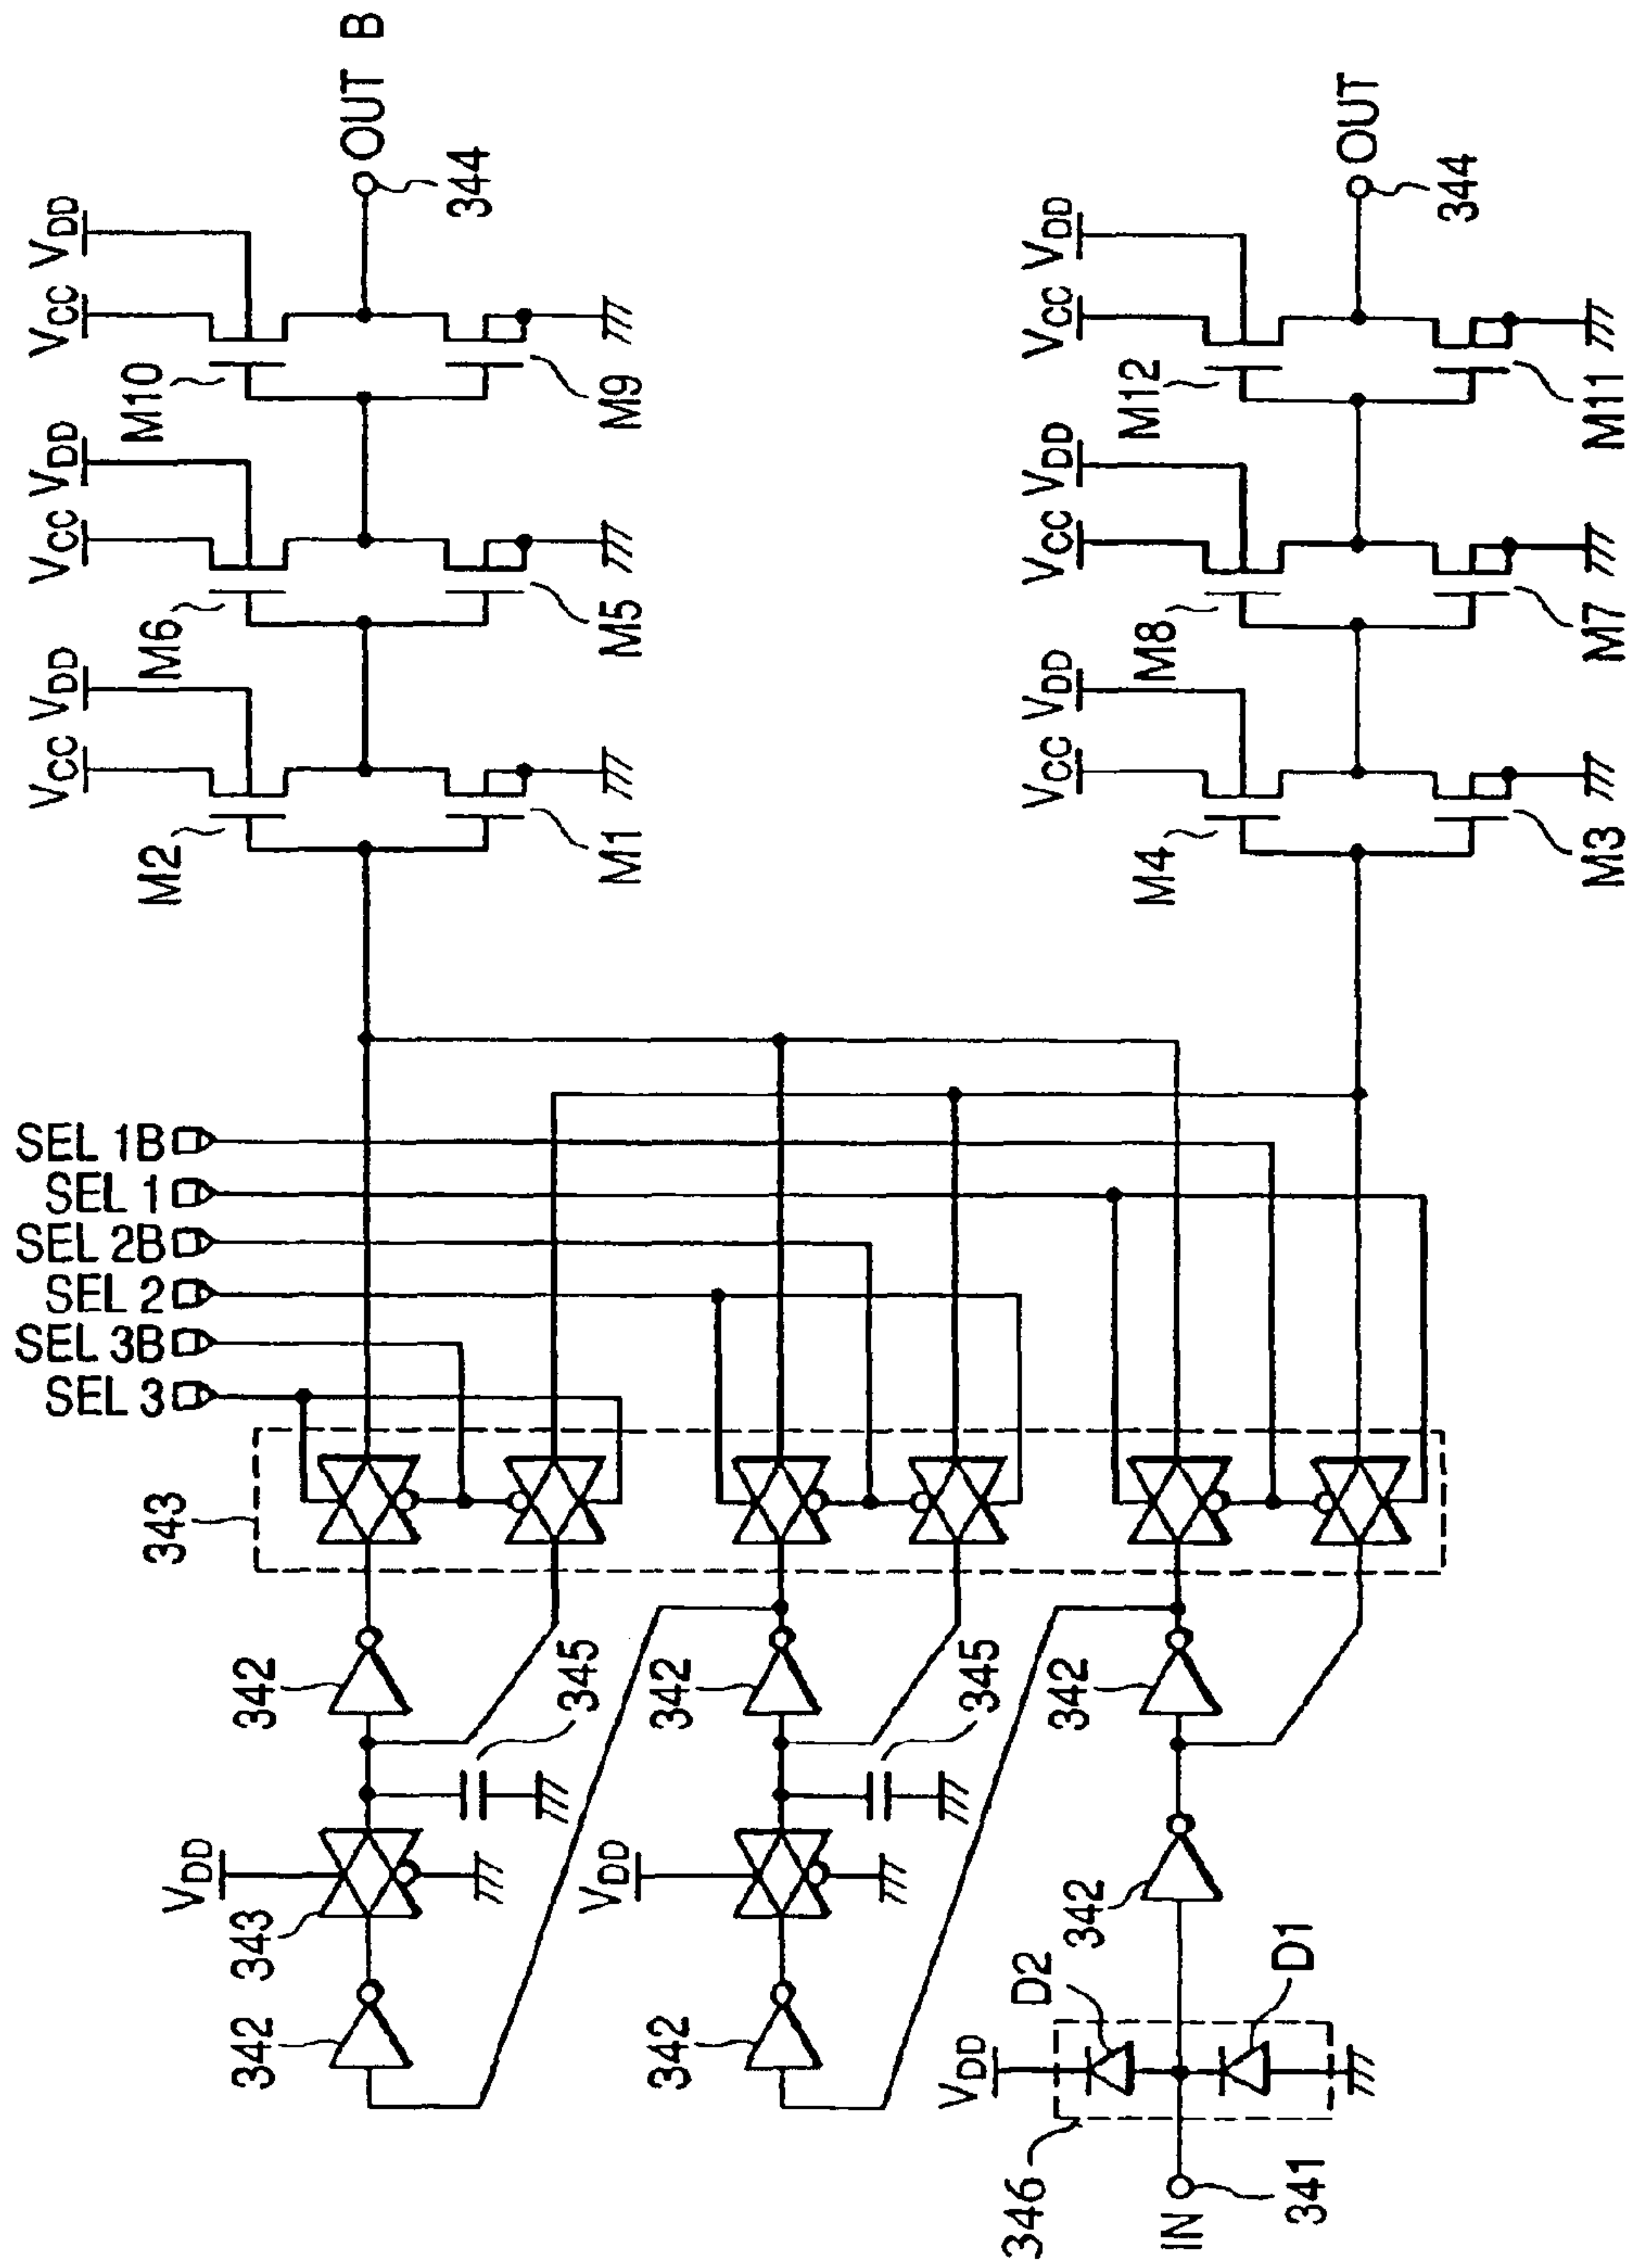 VCC VDD
M10
M9
OUT B
344
VCC VDD
M6
M5
VCC VDD
M2
M1
VCC VDD
M12
M11
OUT
344
VCC VDD
M8
M7
VCC VDD
M4
M3
SEL 1B
SEL 1
SEL 2B
SEL 2
SEL 3B
SEL 3
343
342
345
342
345
342
VDD
343
VDD
342
342
342
VDD
D2
D1
346
IN
341